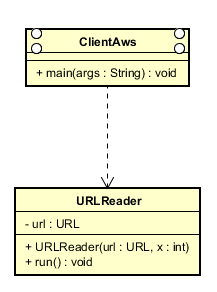 ClientAws
+ main(args : String) : void
URLReader
- url : URL
+ URLReader(url : URL, x : int)
+ run() : void